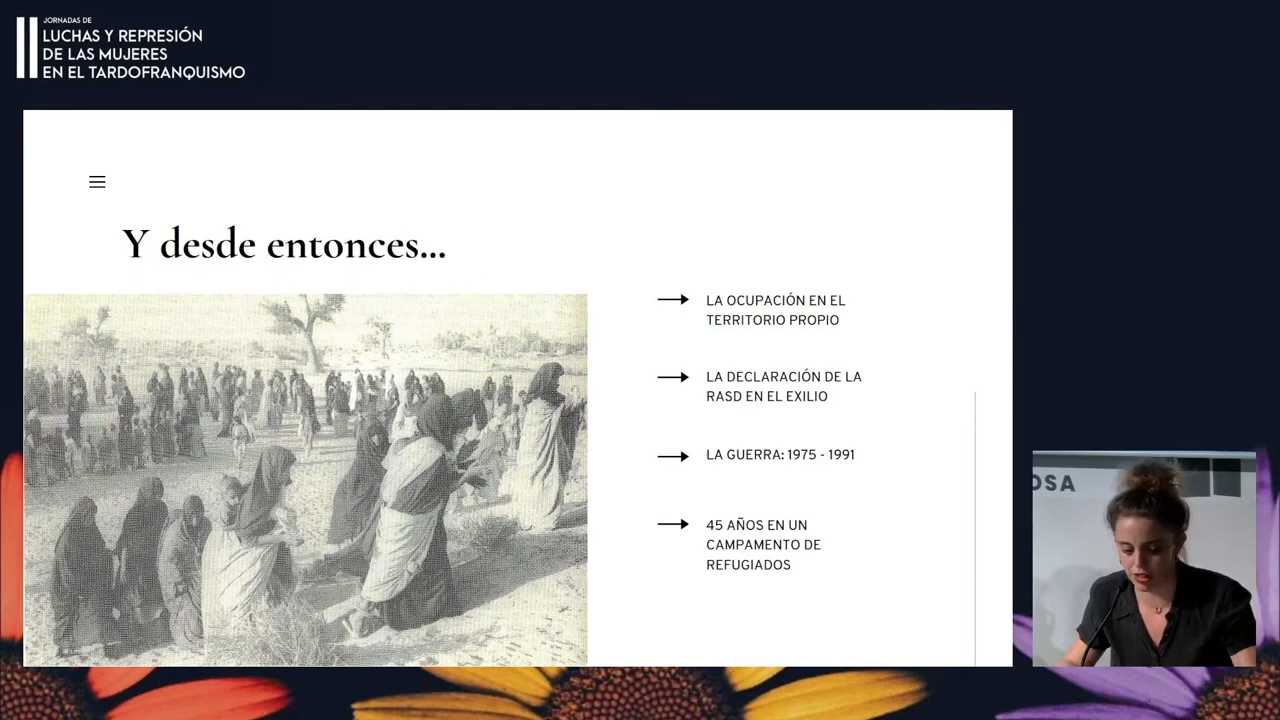 JORNADAS DE
LUCHAS Y REPRESIÓN
DE LAS MUJERES
EN EL TARDOFRANQUISMO
Y desde entonces...
LA OCUPACIÓN EN EL
TERRITORIO PROPIO
LA DECLARACIÓN DE LA
RASD EN EL EXILIO
LA GUERRA: 1975 - 1991
45 AÑOS EN UN
CAMPAMENTO DE
REFUGIADOS
OSA